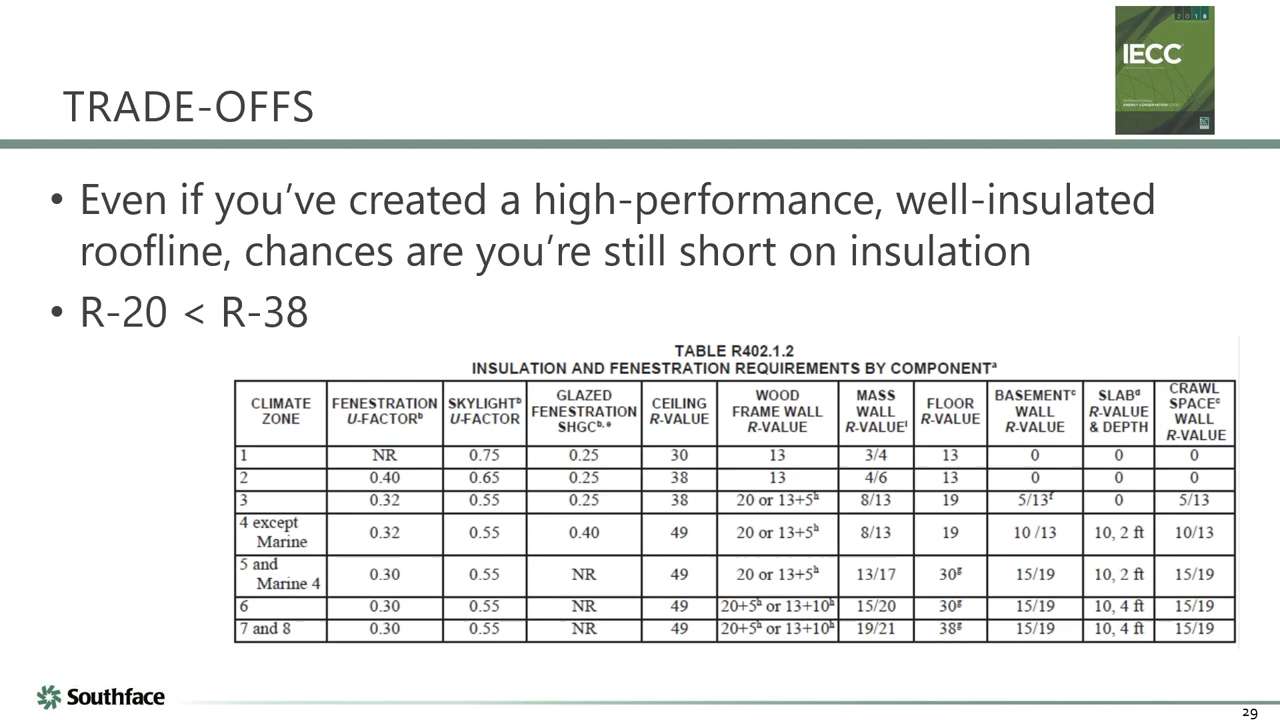 2018
IECC
INTERNATIONAL
ENERGY CONSERVATION CODE
TRADE-OFFS
• Even if you’ve created a high-performance, well-insulated
roofline, chances are you’re still short on insulation
• R-20 < R-38
TABLE R402.1.2
INSULATION AND FENESTRATION REQUIREMENTS BY COMPONENTᵃ
CLIMATE ZONE | FENESTRATION U-FACTORᵇ | SKYLIGHTᵇ U-FACTOR | GLAZED FENESTRATION SHGCᵇ, ᵉ | CEILING R-VALUE | WOOD FRAME WALL R-VALUE | MASS WALL R-VALUEⁱ | FLOOR R-VALUE | BASEMENTᶜ WALL R-VALUE | SLABᵈ R-VALUE & DEPTH | CRAWL SPACEᶜ WALL R-VALUE
1 | NR | 0.75 | 0.25 | 30 | 13 | 3/4 | 13 | 0 | 0 | 0
2 | 0.40 | 0.65 | 0.25 | 38 | 13 | 4/6 | 13 | 0 | 0 | 0
3 | 0.32 | 0.55 | 0.25 | 38 | 20 or 13+5ʰ | 8/13 | 19 | 5/13ᶠ | 0 | 5/13
4 except Marine | 0.32 | 0.55 | 0.40 | 49 | 20 or 13+5ʰ | 8/13 | 19 | 10 /13 | 10, 2 ft | 10/13
5 and Marine 4 | 0.30 | 0.55 | NR | 49 | 20 or 13+5ʰ | 13/17 | 30ᵍ | 15/19 | 10, 2 ft | 15/19
6 | 0.30 | 0.55 | NR | 49 | 20+5ʰ or 13+10ʰ | 15/20 | 30ᵍ | 15/19 | 10, 4 ft | 15/19
7 and 8 | 0.30 | 0.55 | NR | 49 | 20+5ʰ or 13+10ʰ | 19/21 | 38ᵍ | 15/19 | 10, 4 ft | 15/19
Southface
29